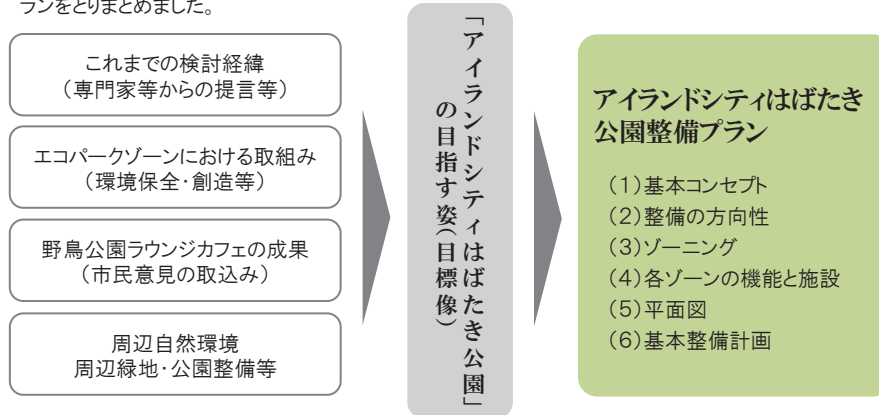 ランをとりまとめました。
これまでの検討経緯
（専門家等からの提言等）
エコパークゾーンにおける取組み
（環境保全・創造等）
野鳥公園ラウンジカフェの成果
（市民意見の取込み）
周辺自然環境
周辺緑地・公園整備等
「アイランドシティはばたき公園」
の目指す姿（目標像）
アイランドシティはばたき
公園整備プラン
（1）基本コンセプト
（2）整備の方向性
（3）ゾーニング
（4）各ゾーンの機能と施設
（5）平面図
（6）基本整備計画